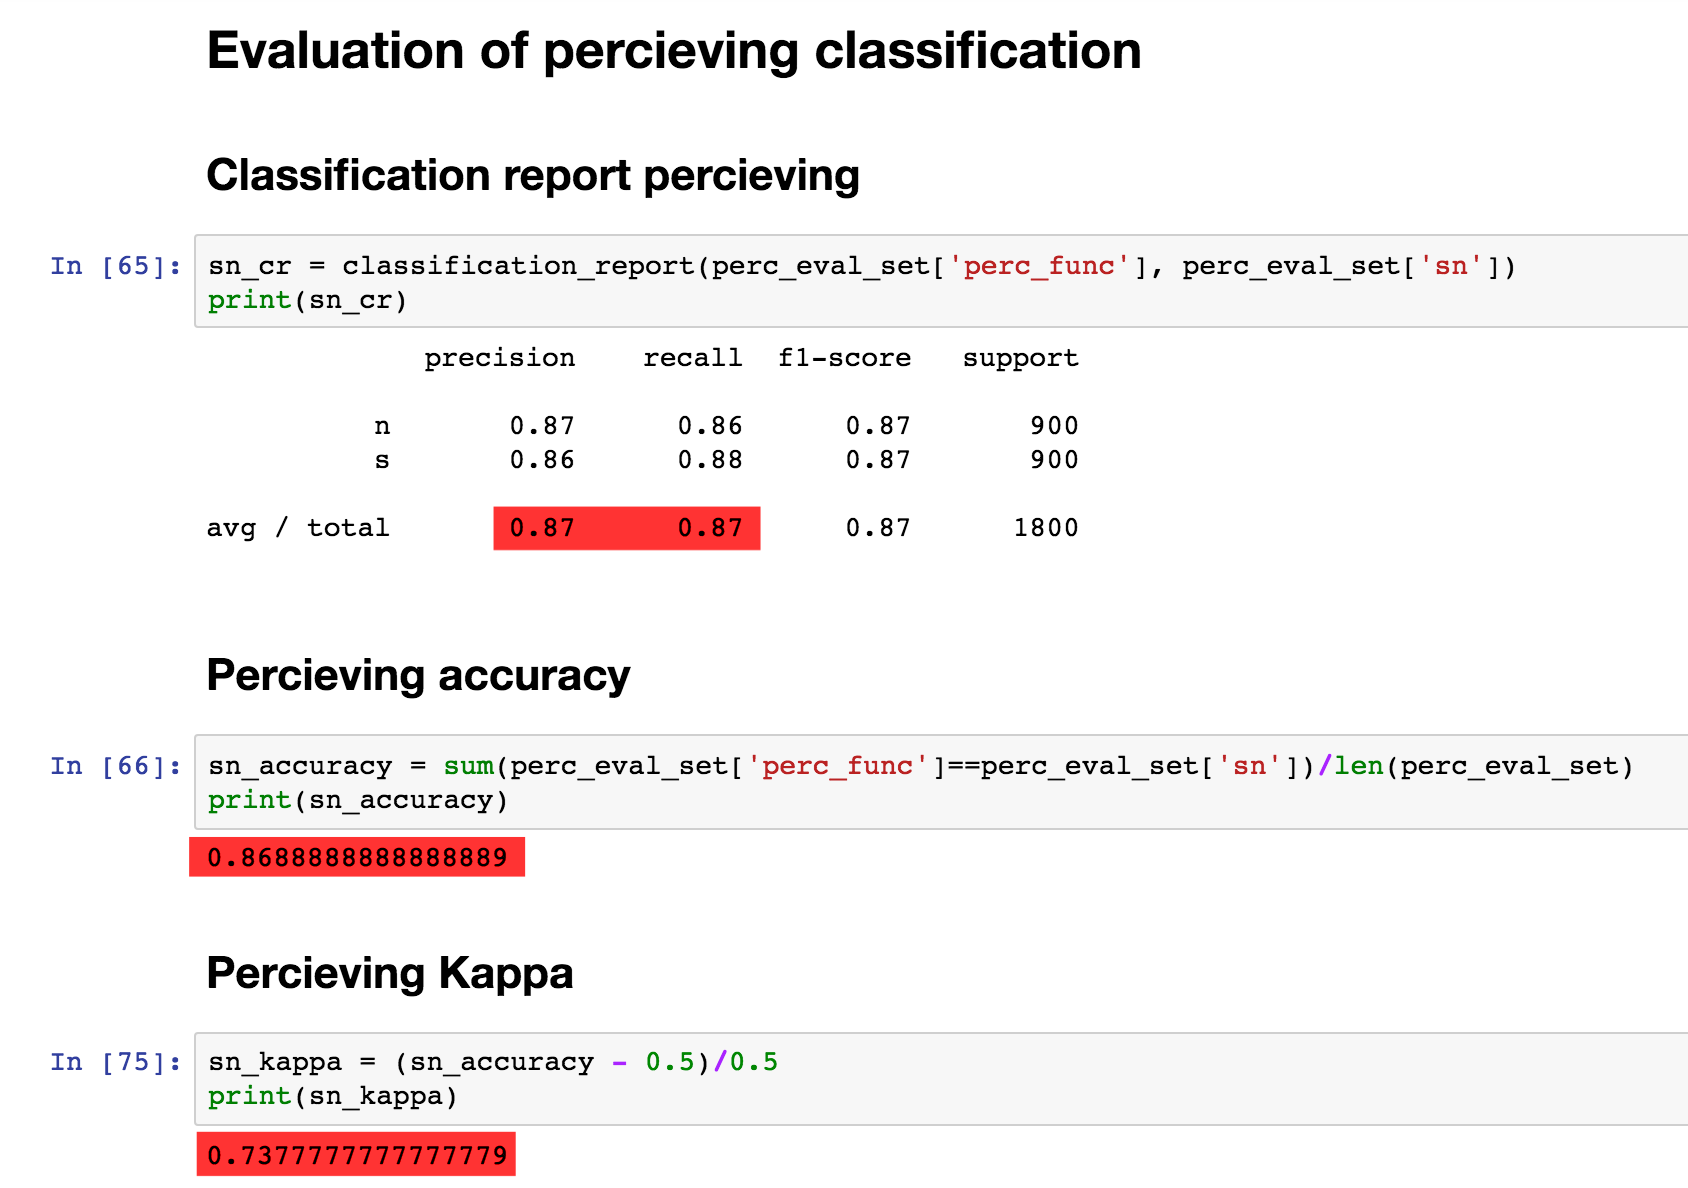 Evaluation of percieving classification
Classification report percieving
In [65]: sn_cr = classification_report(perc_eval_set['perc_func'], perc_eval_set['sn'])
print(sn_cr)
precision recall f1-score support
n 0.87 0.86 0.87 900
s 0.86 0.88 0.87 900
avg / total 0.87 0.87 0.87 1800
Percieving accuracy
In [66]: sn_accuracy = sum(perc_eval_set['perc_func']==perc_eval_set['sn'])/len(perc_eval_set)
print(sn_accuracy)
0.8688888888888889
Percieving Kappa
In [75]: sn_kappa = (sn_accuracy - 0.5)/0.5
print(sn_kappa)
0.7377777777777779